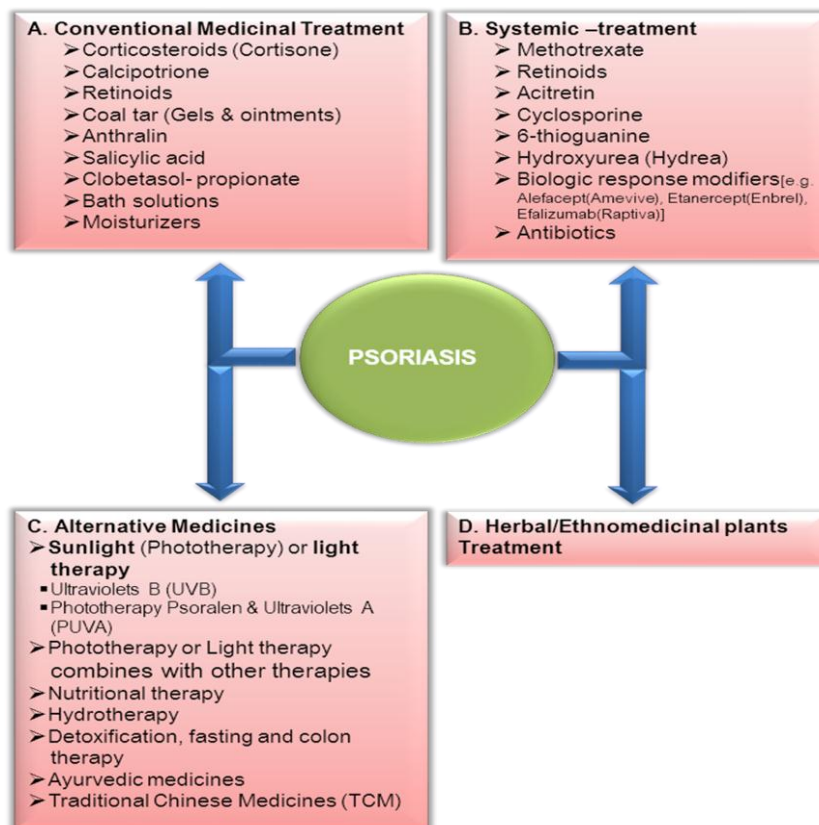 A. Conventional Medicinal Treatment
➢Corticosteroids (Cortisone)
➢Calcipotrione
➢Retinoids
➢Coal tar (Gels & ointments)
➢Anthralin
➢Salicylic acid
➢Clobetasol- propionate
➢Bath solutions
➢Moisturizers
B. Systemic –treatment
➢Methotrexate
➢Retinoids
➢Acitretin
➢Cyclosporine
➢6-thioguanine
➢Hydroxyurea (Hydrea)
➢Biologic response modifiers[e.g.
Alefacept(Amevive), Etanercept(Enbrel),
Efalizumab(Raptiva)]
➢Antibiotics
PSORIASIS
C. Alternative Medicines
➢Sunlight (Phototherapy) or light
therapy
▪Ultraviolets B (UVB)
▪Phototherapy Psoralen & Ultraviolets A
(PUVA)
➢Phototherapy or Light therapy
combines with other therapies
➢Nutritional therapy
➢Hydrotherapy
➢Detoxification, fasting and colon
therapy
➢Ayurvedic medicines
➢Traditional Chinese Medicines (TCM)
D. Herbal/Ethnomedicinal plants
Treatment